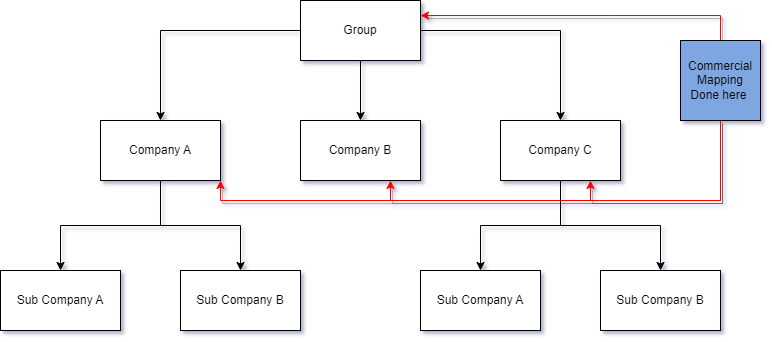 Group
Commercial
Mapping
Done here
Company A
Company B
Company C
Sub Company A
Sub Company B
Sub Company A
Sub Company B